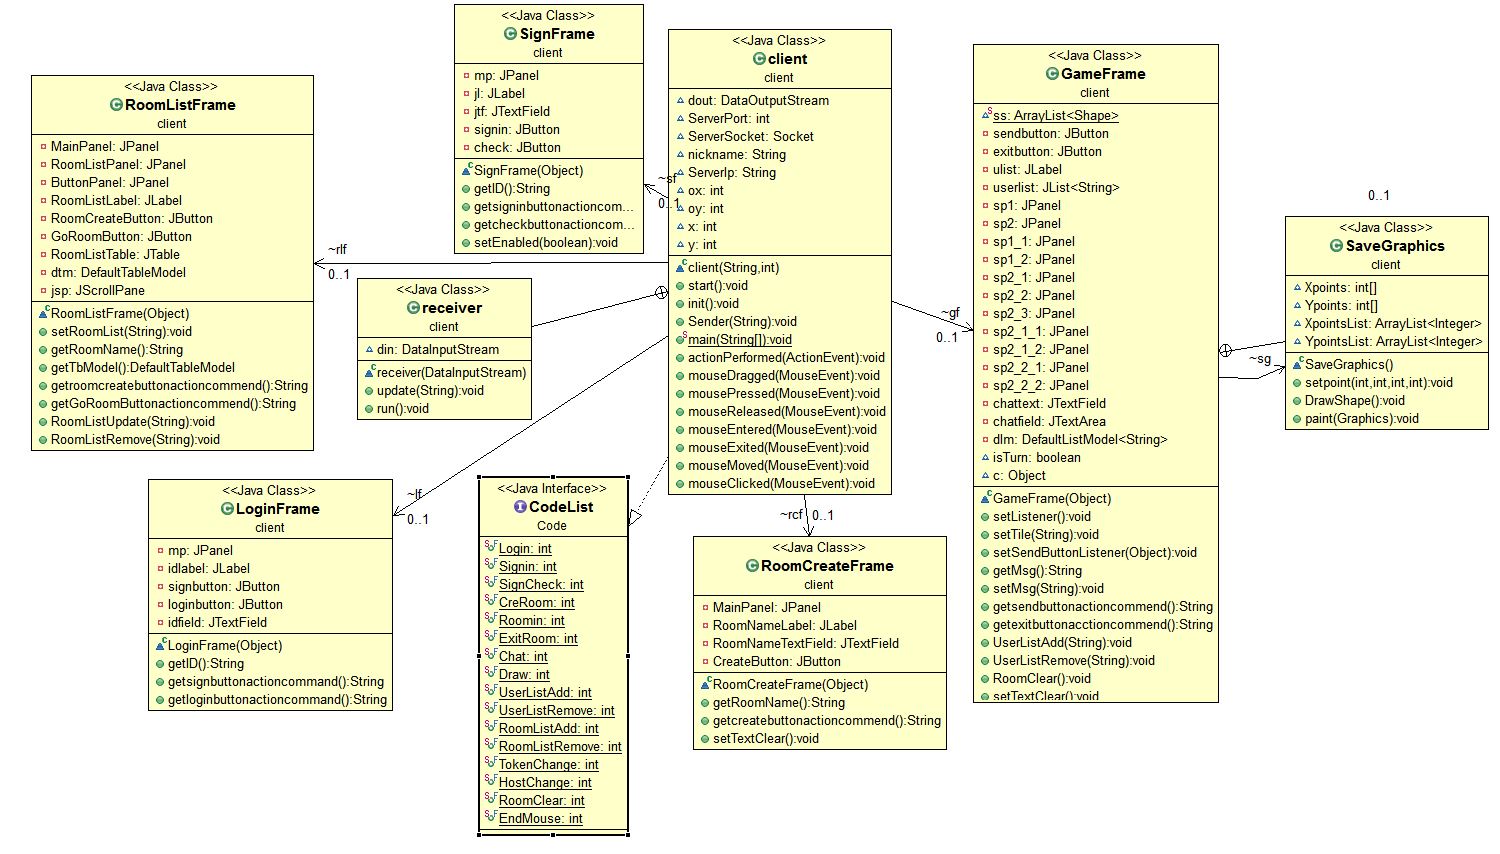 <<Java Class>>
SignFrame
client
mp: JPanel
jl: JLabel
jtf: JTextField
signin: JButton
check: JButton
SignFrame(Object)
getID():String
getsigninbuttonactioncom...
getcheckbuttonactioncom...
setEnabled(boolean):void
<<Java Class>>
client
client
dout: DataOutputStream
ServerPort: int
ServerSocket: Socket
nickname: String
ServerIp: String
ox: int
oy: int
x: int
y: int
client(String,int)
start():void
init():void
Sender(String):void
main(String[]):void
actionPerformed(ActionEvent):void
mouseDragged(MouseEvent):void
mousePressed(MouseEvent):void
mouseReleased(MouseEvent):void
mouseEntered(MouseEvent):void
mouseExited(MouseEvent):void
mouseMoved(MouseEvent):void
mouseClicked(MouseEvent):void
<<Java Class>>
GameFrame
client
ss: ArrayList<Shape>
sendbutton: JButton
exitbutton: JButton
ulist: JLabel
userlist: JList<String>
sp1: JPanel
sp2: JPanel
sp1_1: JPanel
sp1_2: JPanel
sp2_1: JPanel
sp2_2: JPanel
sp2_3: JPanel
sp2_1_1: JPanel
sp2_1_2: JPanel
sp2_2_1: JPanel
sp2_2_2: JPanel
chattext: JTextField
chatfield: JTextArea
dlm: DefaultListModel<String>
isTurn: boolean
c: Object
GameFrame(Object)
setListener():void
setTile(String):void
setSendButtonListener(Object):void
getMsg():String
setMsg(String):void
getsendbuttonactioncommend():String
getexitbuttonacctioncommend():String
UserListAdd(String):void
UserListRemove(String):void
RoomClear():void
setTextClear():void
<<Java Class>>
RoomListFrame
client
MainPanel: JPanel
RoomListPanel: JPanel
ButtonPanel: JPanel
RoomListLabel: JLabel
RoomCreateButton: JButton
GoRoomButton: JButton
RoomListTable: JTable
dtm: DefaultTableModel
jsp: JScrollPane
RoomListFrame(Object)
setRoomList(String):void
getRoomName():String
getTbModel():DefaultTableModel
getroomcreatebuttonactioncommend():String
getGoRoomButtonactioncommend():String
RoomListUpdate(String):void
RoomListRemove(String):void
~sf
0..1
~rlf
0..1
<<Java Class>>
receiver
client
din: DataInputStream
receiver(DataInputStream)
update(String):void
run():void
~gf
0..1
0..1
<<Java Class>>
SaveGraphics
client
Xpoints: int[]
Ypoints: int[]
XpointsList: ArrayList<Integer>
YpointsList: ArrayList<Integer>
SaveGraphics()
setpoint(int,int,int,int):void
DrawShape():void
paint(Graphics):void
~sg
<<Java Class>>
LoginFrame
client
mp: JPanel
idlabel: JLabel
signbutton: JButton
loginbutton: JButton
idfield: JTextField
LoginFrame(Object)
getID():String
getsignbuttonactioncommand():String
getloginbuttonactioncommand():String
~lf
0..1
<<Java Interface>>
CodeList
Code
Login: int
Signin: int
SignCheck: int
CreRoom: int
Roomin: int
ExitRoom: int
Chat: int
Draw: int
UserListAdd: int
UserListRemove: int
RoomListAdd: int
RoomListRemove: int
TokenChange: int
HostChange: int
RoomClear: int
EndMouse: int
~rcf
0..1
<<Java Class>>
RoomCreateFrame
client
MainPanel: JPanel
RoomNameLabel: JLabel
RoomNameTextField: JTextField
CreateButton: JButton
RoomCreateFrame(Object)
getRoomName():String
getcreatebuttonactioncommend():String
setTextClear():void